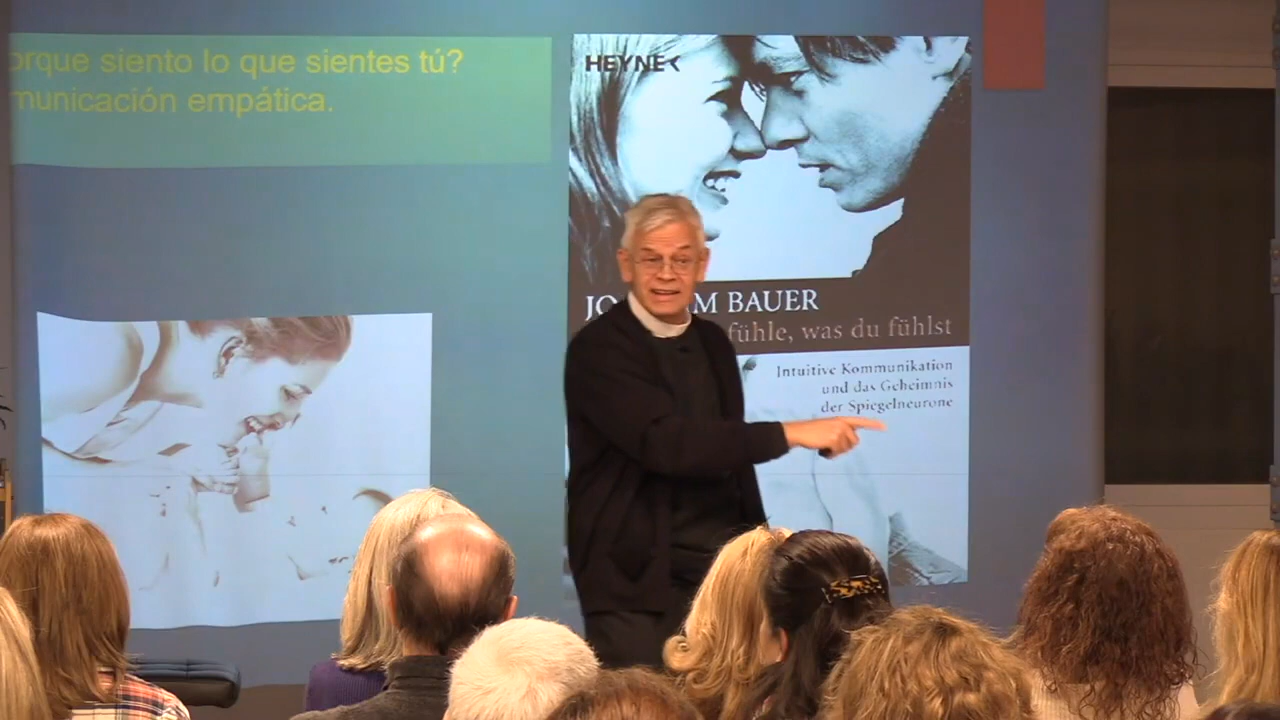 orque siento lo que sientes tú?
municación empática.
HEYNE<
JO M BAUER
fühle, was du fühlst
Intuitive Kommunikation
und das Geheimnis
der Spiegelneurone